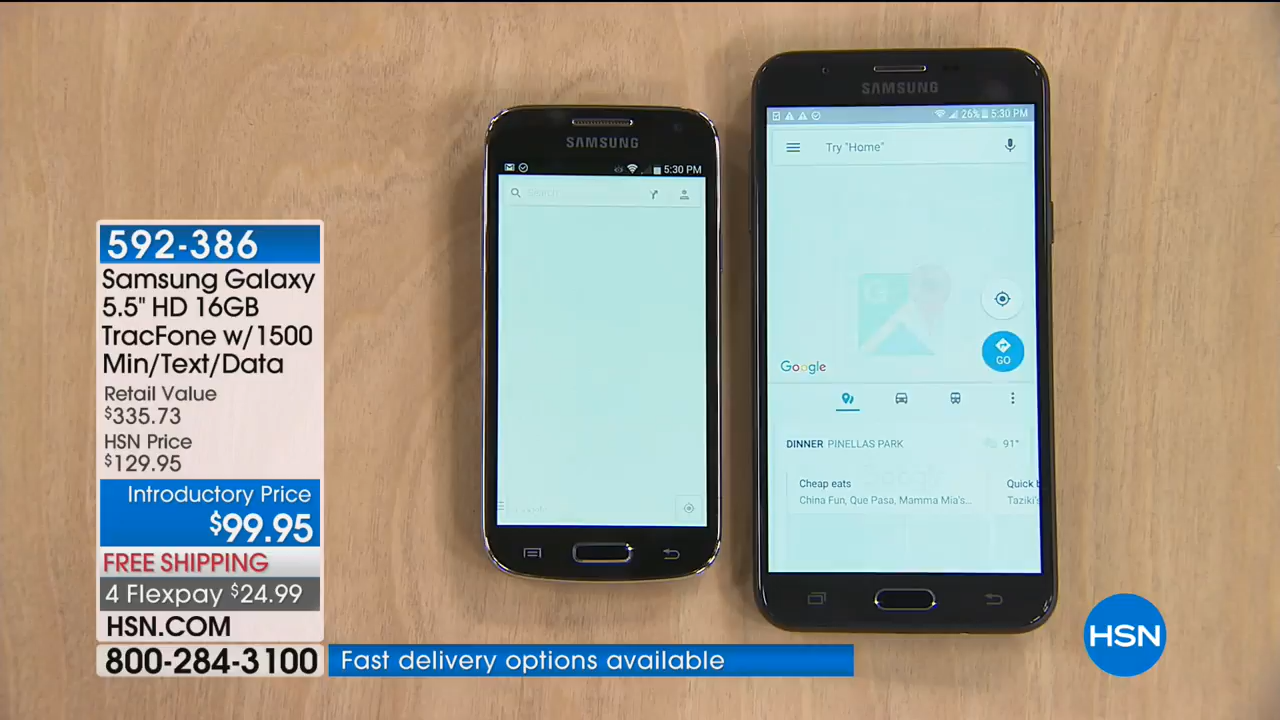 592-386
Samsung Galaxy
5.5" HD 16GB
TracFone w/1500
Min/Text/Data
Retail Value
$335.73
HSN Price
$129.95
Introductory Price
$99.95
FREE SHIPPING
4 Flexpay $24.99
HSN.COM
800-284-3100
Fast delivery options available
HSN
SAMSUNG
5:30 PM
Search
SAMSUNG
26% 5:30 PM
Try "Home"
GO
Google
DINNER PINELLAS PARK
91°
Cheap eats
China Fun, Que Pasa, Mamma Mia's...
Quick
Taziki's